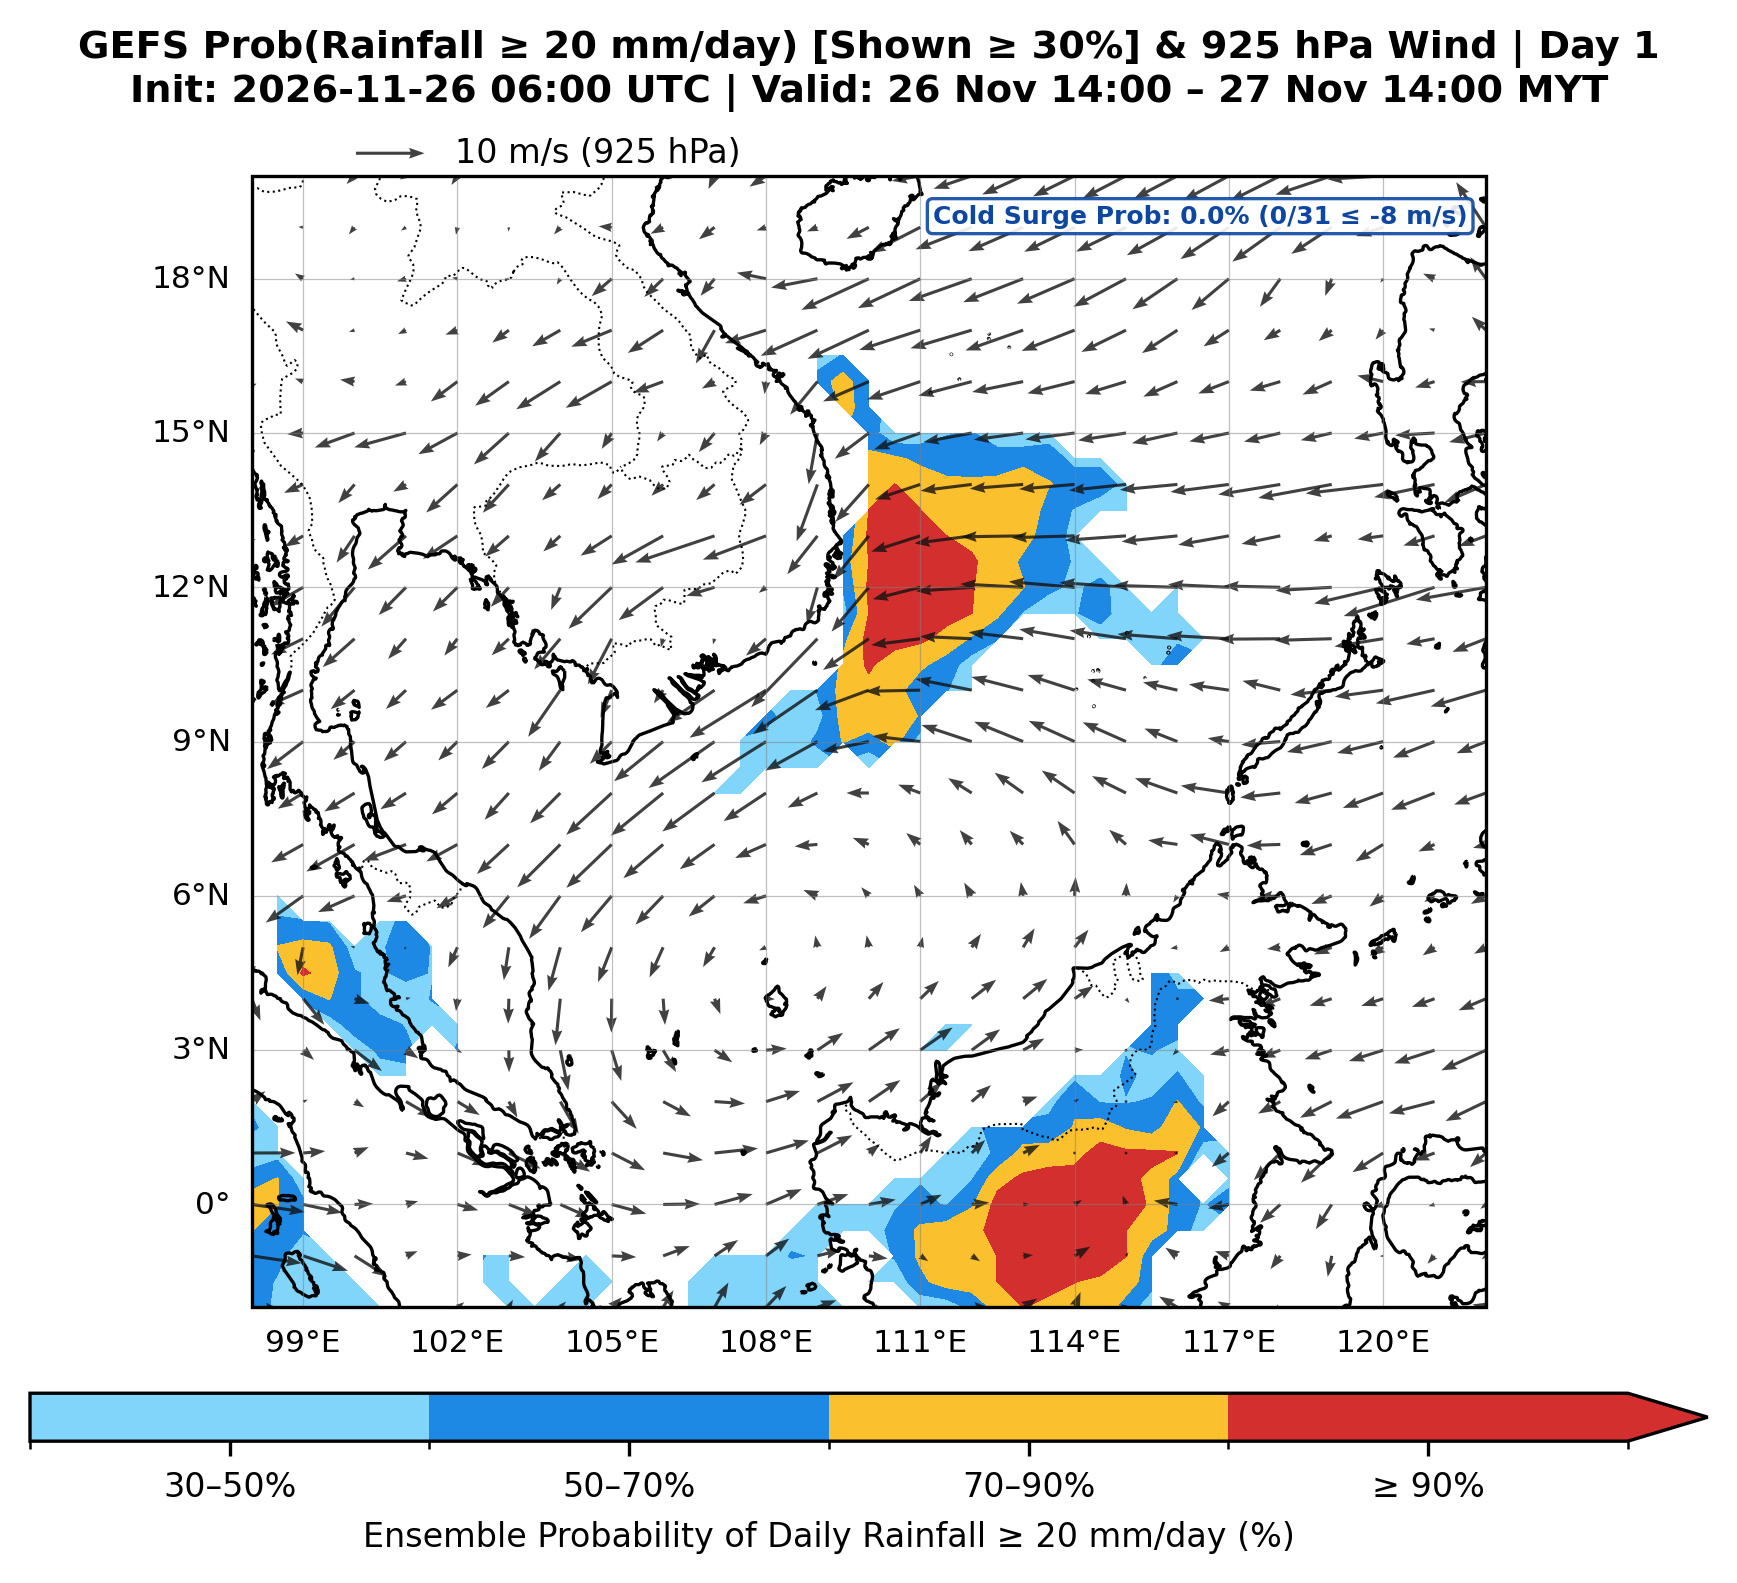 GEFS Prob(Rainfall ≥ 20 mm/day) [Shown ≥ 30%] & 925 hPa Wind | Day 1
Init: 2026-11-26 06:00 UTC | Valid: 26 Nov 14:00 – 27 Nov 14:00 MYT
10 m/s (925 hPa)
Cold Surge Prob: 0.0% (0/31 ≤ -8 m/s)
18°N
15°N
12°N
9°N
6°N
3°N
0°
99°E 102°E 105°E 108°E 111°E 114°E 117°E 120°E
30–50% 50–70% 70–90% ≥ 90%
Ensemble Probability of Daily Rainfall ≥ 20 mm/day (%)